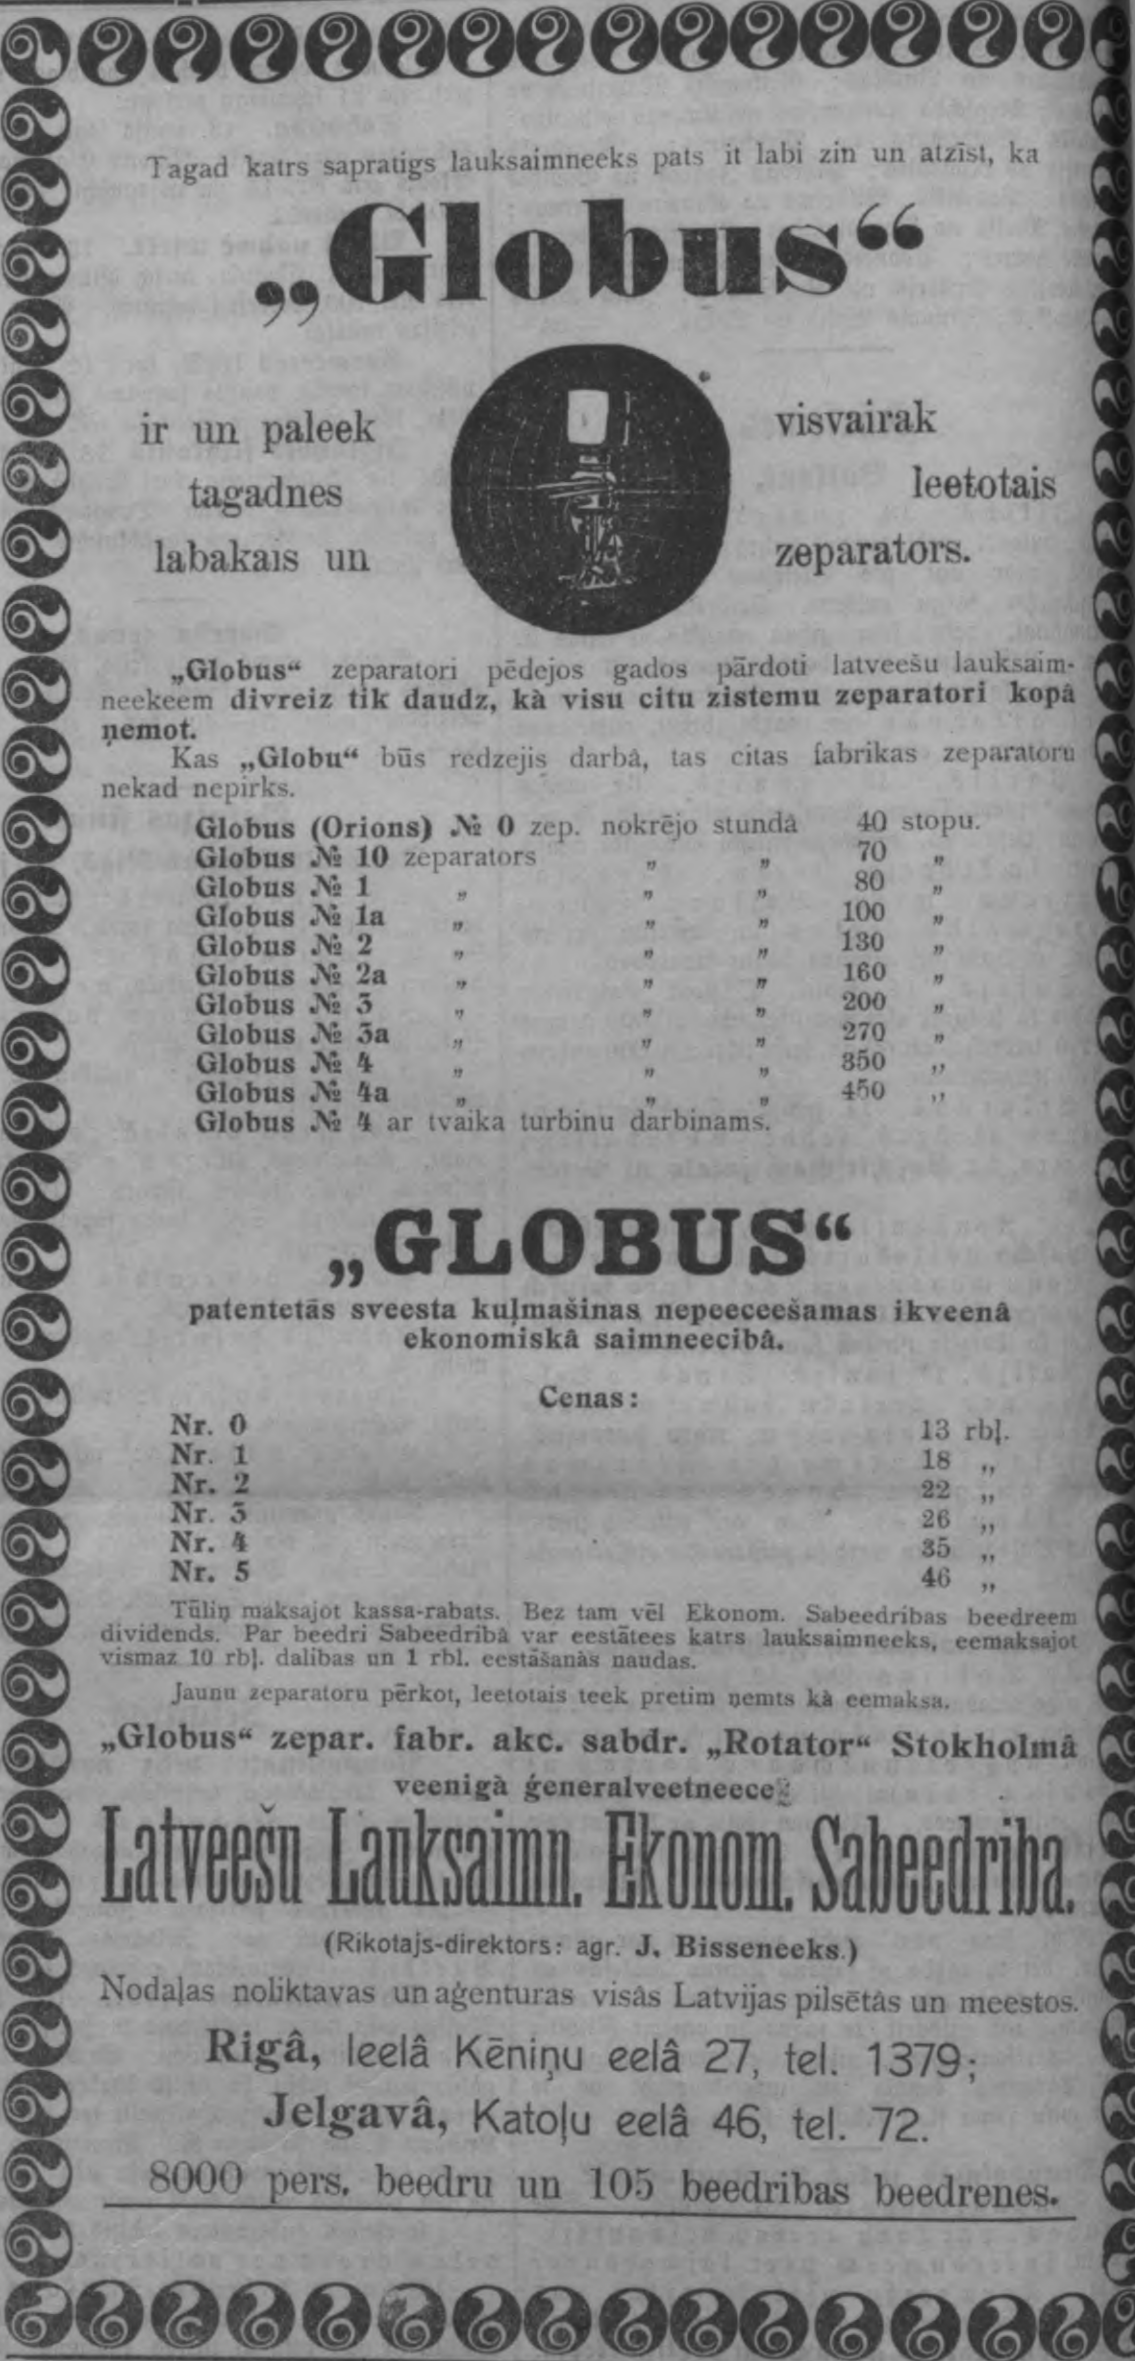 Tagad katrs sapratigs lauksaimneeks pats it labi zin un atzīst, ka
„Globus“
ir un paleek
tagadnes
labakais un
visvairak
leetotais
zeparators.
„Globus“ zeparatori pēdejos gados pārdoti latveešu lauksaim-
neekeem divreiz tik daudz, kà visu citu zistemu zeparatori kopâ
ņemot.
Kas „Globu“ būs redzejis darbâ, tas citas fabrikas zeparatoru
nekad nepirks.
Globus (Orions) № 0 zep. nokrējo stundâ 40 stopu.
Globus № 10 zeparators „ „ 70 „
Globus № 1 „ „ „ 80 „
Globus № 1a „ „ „ 100 „
Globus № 2 „ „ „ 130 „
Globus № 2a „ „ „ 160 „
Globus № 3 „ „ „ 200 „
Globus № 3a „ „ „ 270 „
Globus № 4 „ „ „ 350 „
Globus № 4a „ „ „ 450 „
Globus № 4 ar tvaika turbinu darbinams.
„GLOBUS“
patentetās sveesta kuļmašinas nepeeceešamas ikveenâ
ekonomiskâ saimneecibâ.
Cenas:
Nr. 0 13 rbļ.
Nr. 1 18 „
Nr. 2 22 „
Nr. 3 26 „
Nr. 4 35 „
Nr. 5 46 „
Tūliņ maksajot kassa-rabats. Bez tam vēl Ekonom. Sabeedribas beedreem
dividends. Par beedri Sabeedribâ var eestātees katrs lauksaimneeks, eemaksajot
vismaz 10 rbļ. dalibas un 1 rbl. eestāšanàs naudas.
Jaunu zeparatoru pērkot, leetotais teek pretim ņemts kà eemaksa.
„Globus“ zepar. fabr. akc. sabdr. „Rotator“ Stokholmâ
veenigà ģeneralveetneece
Latveešu Lauksaimn. Ekonom. Sabeedriba.
(Rikotajs-direktors: agr. J. Bisseneeks.)
Nodaļas noliktavas un aģenturas visâs Latvijas pilsētâs un meestos.
Rigâ, leelâ Kēniņu eelâ 27, tel. 1379;
Jelgavâ, Katoļu eelâ 46, tel. 72.
8000 pers. beedru un 105 beedribas beedrenes.